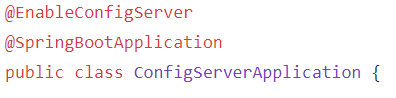 @EnableConfigServer
@SpringBootApplication
public class ConfigServerApplication {